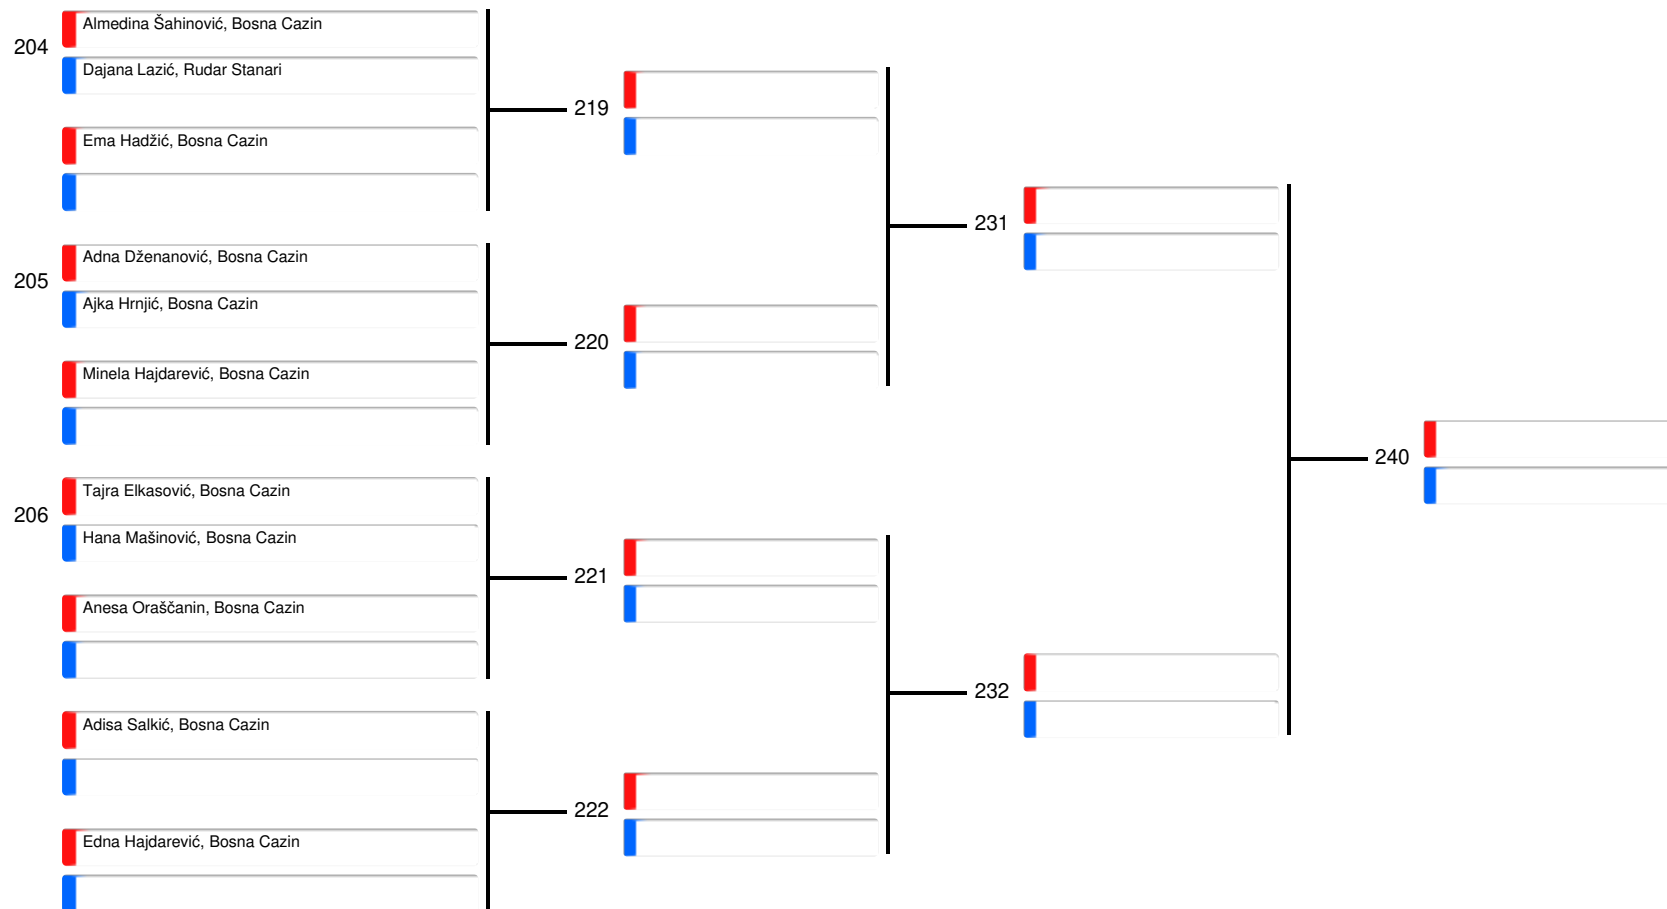 204
Almedina Šahinović, Bosna Cazin
Dajana Lazić, Rudar Stanari
Ema Hadžić, Bosna Cazin
205
Adna Dženanović, Bosna Cazin
Ajka Hrnjić, Bosna Cazin
Minela Hajdarević, Bosna Cazin
206
Tajra Elkasović, Bosna Cazin
Hana Mašinović, Bosna Cazin
Anesa Oraščanin, Bosna Cazin
Adisa Salkić, Bosna Cazin
Edna Hajdarević, Bosna Cazin
219
220
221
222
231
232
240